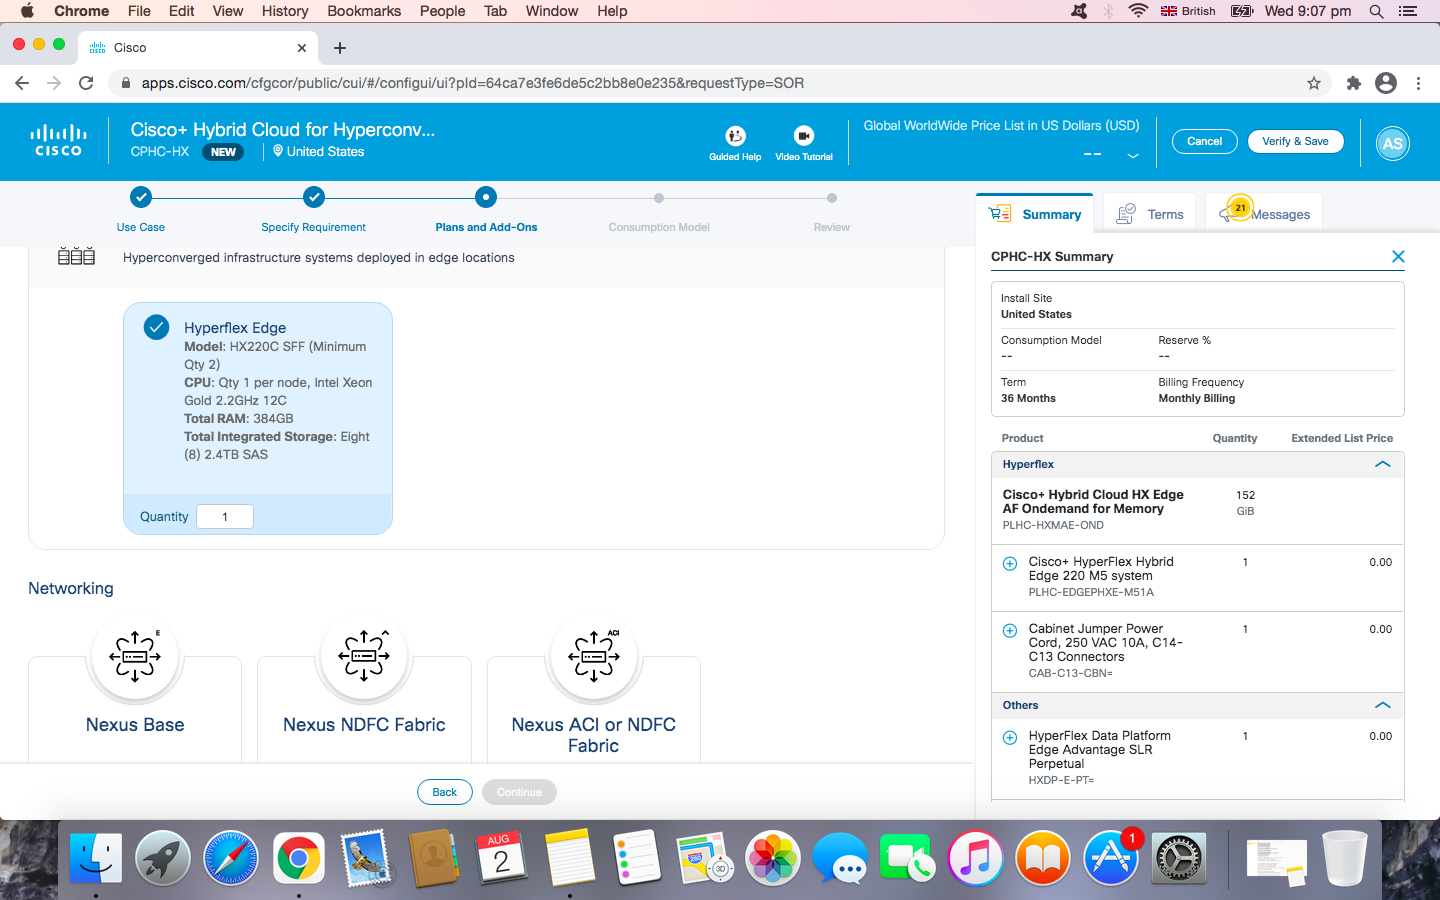 Chrome File Edit View History Bookmarks People Tab Window Help British Wed 9:07 pm
Cisco
apps.cisco.com/cfgcor/public/cui/#/configui/ui?pId=64ca7e3fe6de5c2bb8e0e235&requestType=SOR
CISCO
Cisco+ Hybrid Cloud for Hyperconv...
CPHC-HX NEW United States
Guided Help
Video Tutorial
Global WorldWide Price List in US Dollars (USD)
--
Cancel
Verify & Save
AS
Use Case
Specify Requirement
Plans and Add-Ons
Consumption Model
Review
Hyperconverged infrastructure systems deployed in edge locations
Hyperflex Edge
Model: HX220C SFF (Minimum
Qty 2)
CPU: Qty 1 per node, Intel Xeon
Gold 2.2GHz 12C
Total RAM: 384GB
Total Integrated Storage: Eight
(8) 2.4TB SAS
Quantity 1
Networking
E
Nexus Base
Nexus NDFC Fabric
ACI
Nexus ACI or NDFC
Fabric
Back
Continue
Summary
Terms
21
Messages
CPHC-HX Summary
Install Site
United States
Consumption Model Reserve %
-- --
Term Billing Frequency
36 Months Monthly Billing
Product Quantity Extended List Price
Hyperflex
Cisco+ Hybrid Cloud HX Edge 152
AF Ondemand for Memory GiB
PLHC-HXMAE-OND
Cisco+ HyperFlex Hybrid 1 0.00
Edge 220 M5 system
PLHC-EDGEPHXE-M51A
Cabinet Jumper Power 1 0.00
Cord, 250 VAC 10A, C14-
C13 Connectors
CAB-C13-CBN=
Others
HyperFlex Data Platform 1 0.00
Edge Advantage SLR
Perpetual
HXDP-E-PT=
AUG
2
280
3D
1